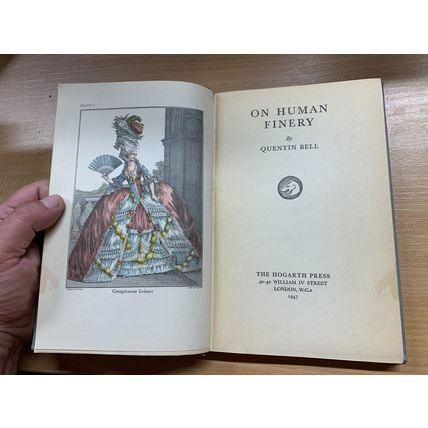 PLATE 1
Conspicuous Leisure
ON HUMAN
FINERY
By
QUENTIN BELL
THE HOGARTH PRESS
40-42 WILLIAM IV STREET
LONDON, W.C.2
1947